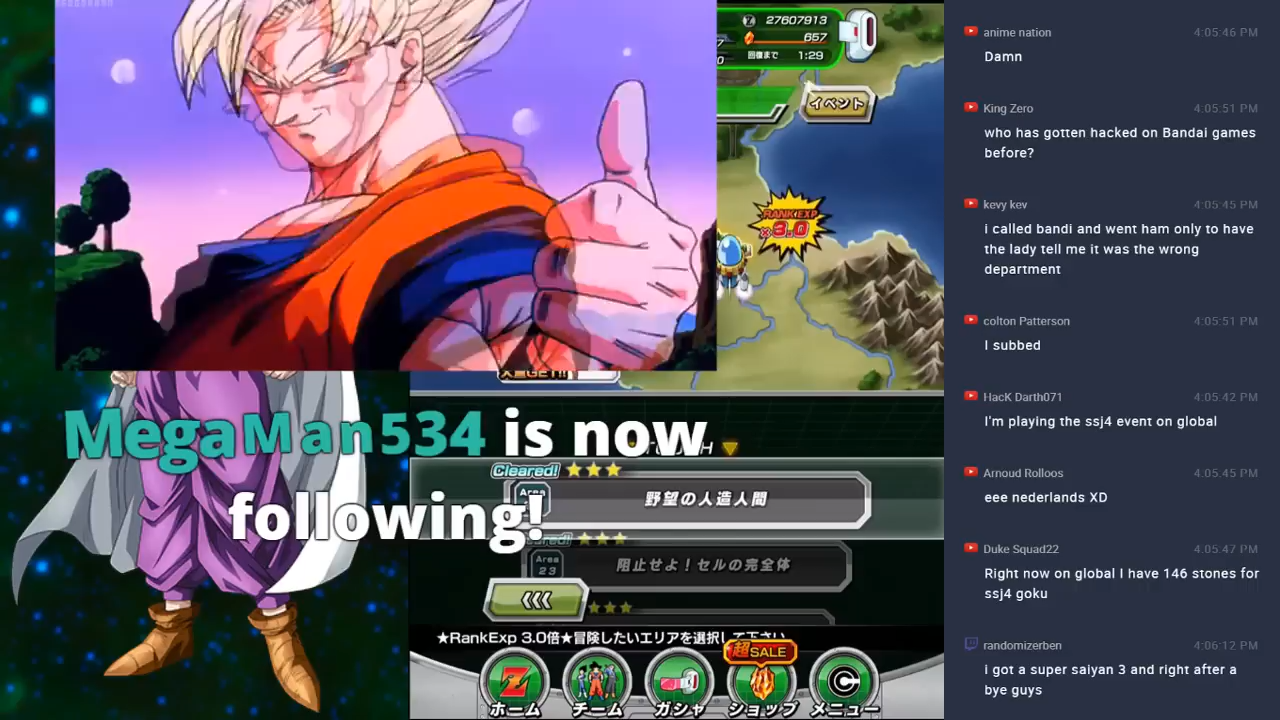 27607913
657
回復まで 1:29
イベント
RANK EXP
×3.0
MegaMan534 is now
following!
Cleared!
Area
野望の人造人間
Area
23
阻止せよ！セルの完全体
★RankExp 3.0倍★冒険したいエリアを選択して下さい
超SALE
ホーム
チーム
ガシャ
ショップ
メニュー
anime nation 4:05:46 PM
Damn
King Zero 4:05:51 PM
who has gotten hacked on Bandai games
before?
kevy kev 4:05:45 PM
i called bandi and went ham only to have
the lady tell me it was the wrong
department
colton Patterson 4:05:51 PM
I subbed
HacK Darth071 4:05:42 PM
I'm playing the ssj4 event on global
Arnoud Rolloos 4:05:45 PM
eee nederlands XD
Duke Squad22 4:05:47 PM
Right now on global I have 146 stones for
ssj4 goku
randomizerben 4:06:12 PM
i got a super saiyan 3 and right after a
bye guys